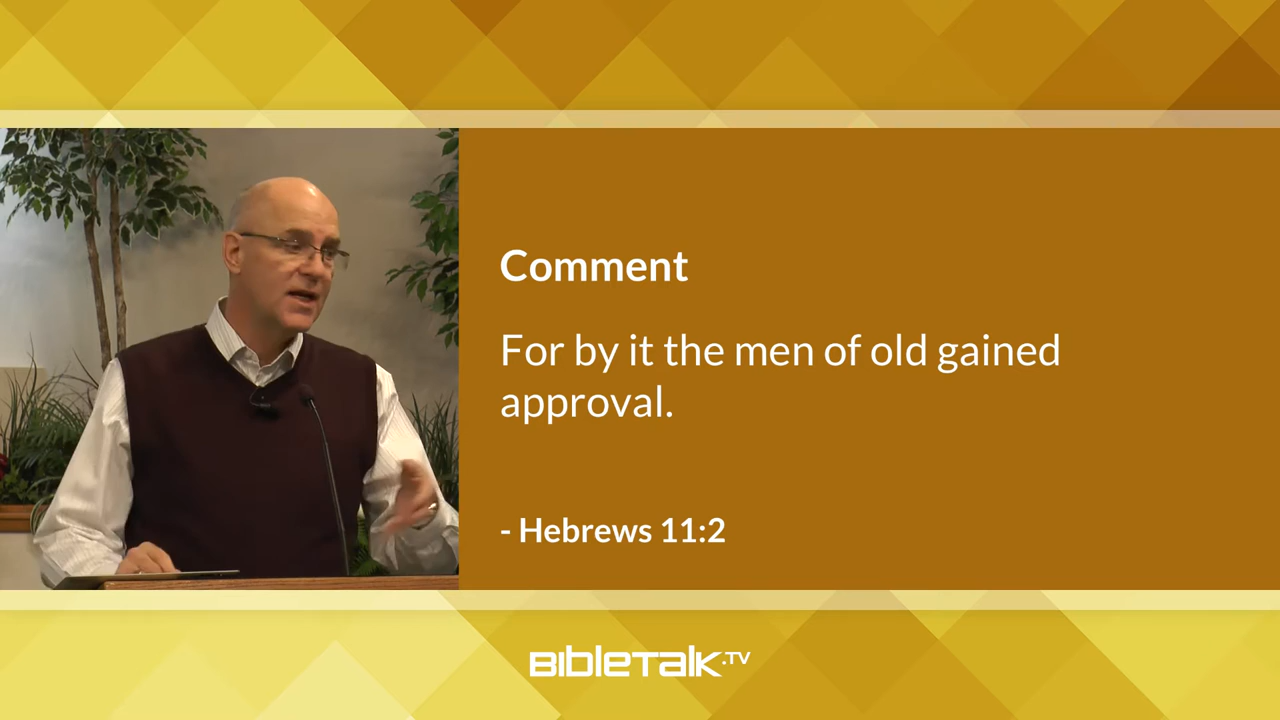 Comment
For by it the men of old gained
approval.
- Hebrews 11:2
BIBLETALK.TV